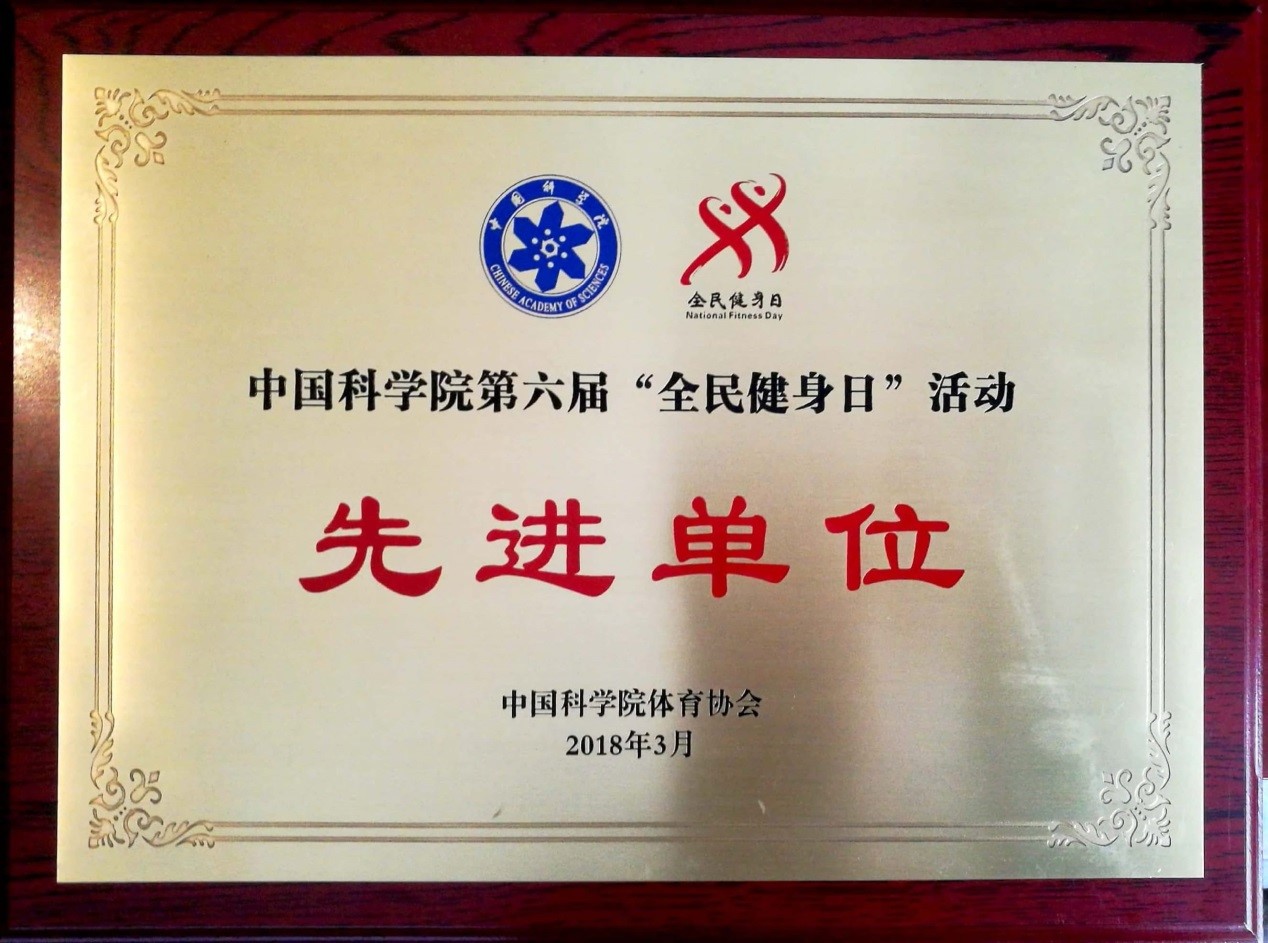 中国科学院
CHINESE ACADEMY OF SCIENCES
全民健身日
National Fitness Day
中国科学院第六届“全民健身日”活动
先进单位
中国科学院体育协会
2018年3月